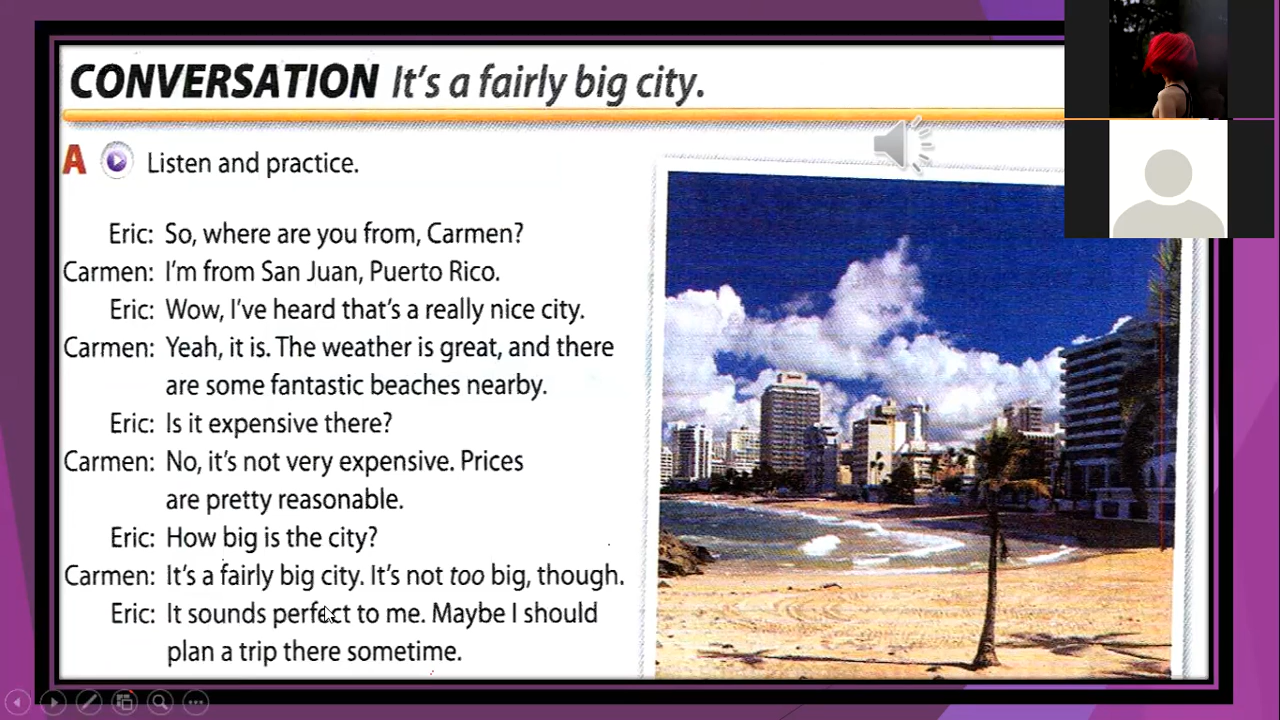 CONVERSATION It's a fairly big city.
A Listen and practice.
Eric: So, where are you from, Carmen?
Carmen: I'm from San Juan, Puerto Rico.
Eric: Wow, I've heard that's a really nice city.
Carmen: Yeah, it is. The weather is great, and there
are some fantastic beaches nearby.
Eric: Is it expensive there?
Carmen: No, it's not very expensive. Prices
are pretty reasonable.
Eric: How big is the city?
Carmen: It's a fairly big city. It's not too big, though.
Eric: It sounds perfect to me. Maybe I should
plan a trip there sometime.